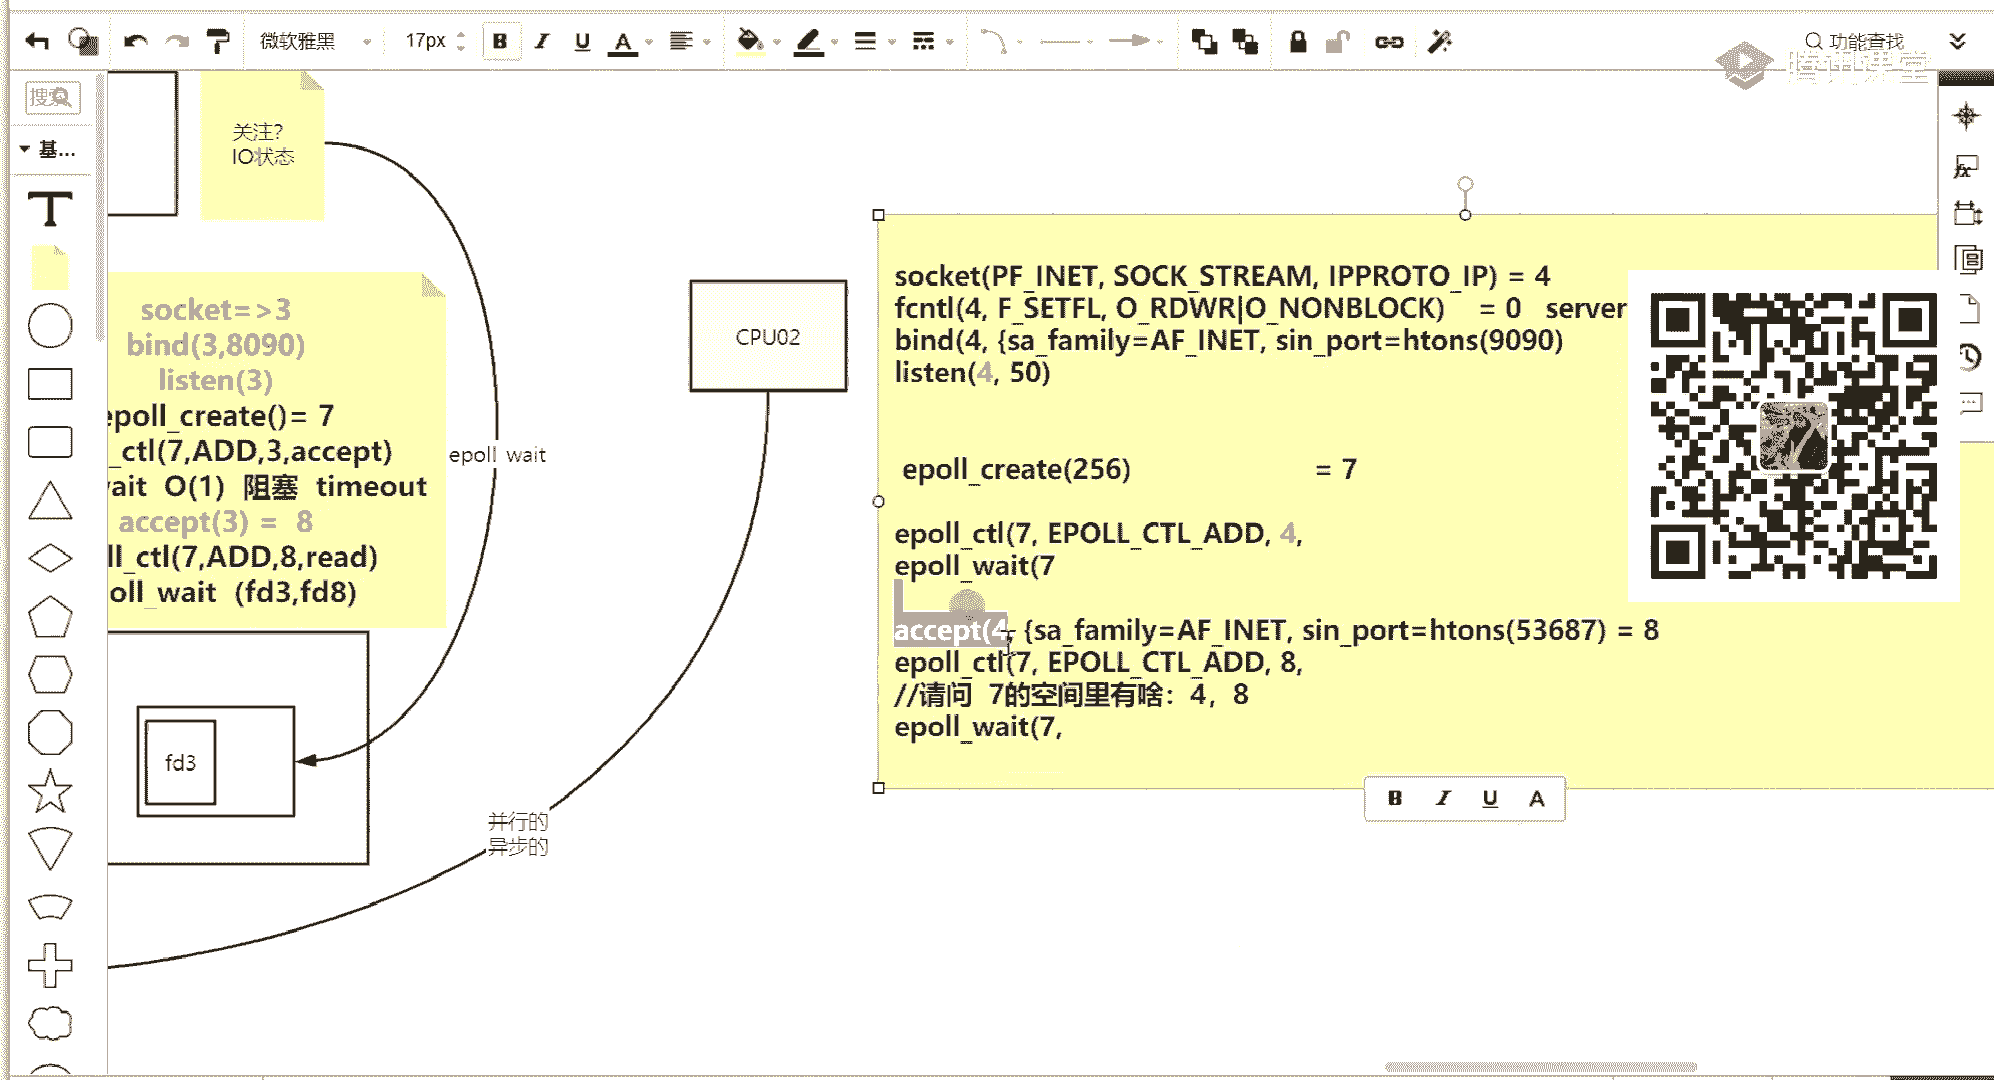 微软雅黑
17px
B I U A
功能查找
腾讯课堂
搜索
基...
T
关注?
IO状态
socket=>3
bind(3,8090)
listen(3)
epoll_create()= 7
_ctl(7,ADD,3,accept)
wait O(1) 阻塞 timeout
accept(3) = 8
ll_ctl(7,ADD,8,read)
oll_wait (fd3,fd8)
epoll wait
CPU02
fd3
并行的
异步的
socket(PF_INET, SOCK_STREAM, IPPROTO_IP) = 4
fcntl(4, F_SETFL, O_RDWR|O_NONBLOCK) = 0 server
bind(4, {sa_family=AF_INET, sin_port=htons(9090)
listen(4, 50)
epoll_create(256) = 7
epoll_ctl(7, EPOLL_CTL_ADD, 4,
epoll_wait(7
accept(4, {sa_family=AF_INET, sin_port=htons(53687) = 8
epoll_ctl(7, EPOLL_CTL_ADD, 8,
//请问 7的空间里有啥：4，8
epoll_wait(7,
B I U A